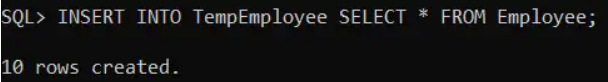 SQL> INSERT INTO TempEmployee SELECT * FROM Employee;
10 rows created.